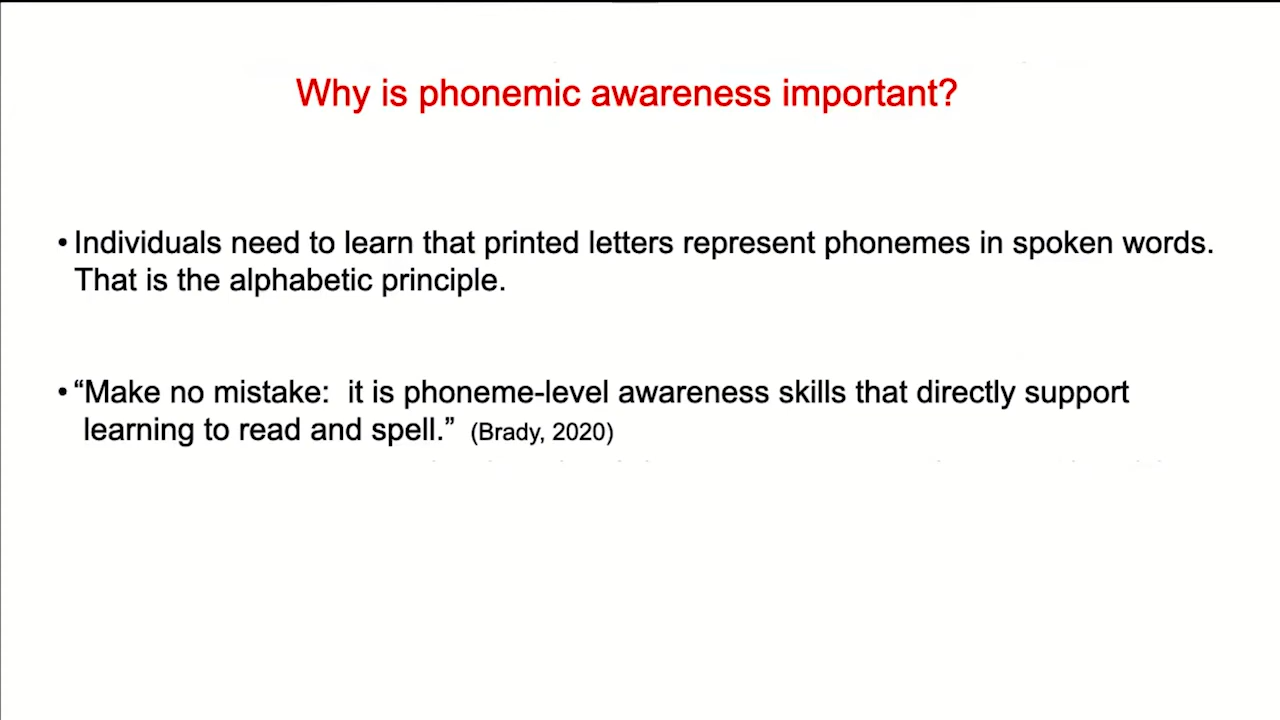 Why is phonemic awareness important?
• Individuals need to learn that printed letters represent phonemes in spoken words.
That is the alphabetic principle.
• “Make no mistake:  it is phoneme-level awareness skills that directly support
learning to read and spell.”  (Brady, 2020)